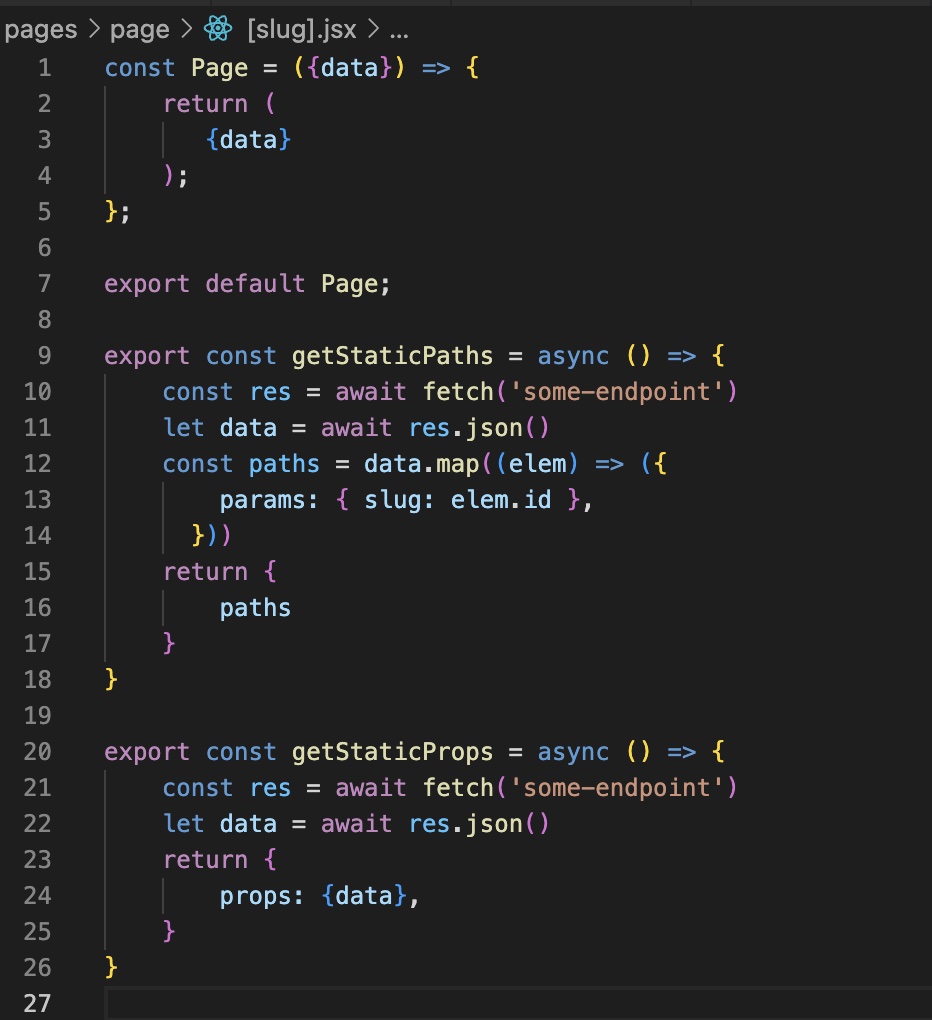 pages > page > [slug].jsx > ...
1 const Page = ({data}) => {
2 return (
3 {data}
4 );
5 };
6
7 export default Page;
8
9 export const getStaticPaths = async () => {
10 const res = await fetch('some-endpoint')
11 let data = await res.json()
12 const paths = data.map((elem) => ({
13 params: { slug: elem.id },
14 }))
15 return {
16 paths
17 }
18 }
19
20 export const getStaticProps = async () => {
21 const res = await fetch('some-endpoint')
22 let data = await res.json()
23 return {
24 props: {data},
25 }
26 }
27